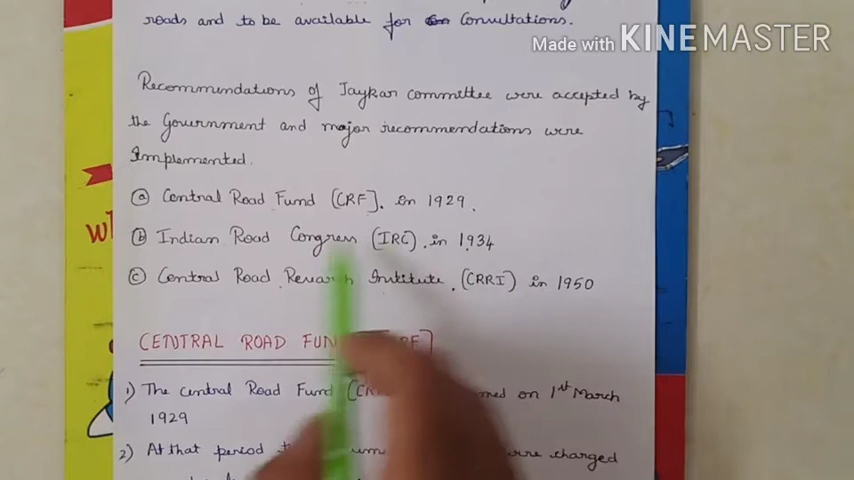 roads and to be available for Consultations.
Made with KINEMASTER
Recommendations of Jaykar committee were accepted by
the Government and major recommendations were
Implemented.
(a) Central Road Fund [CRF]. in 1929.
(b) Indian Road Congress (IRC). in 1934
(c) Central Road Research Institute. (CRRI) in 1950
CENTRAL ROAD FUND
1) The central Road Fund (CR on 1st March
1929
2) At that period charged